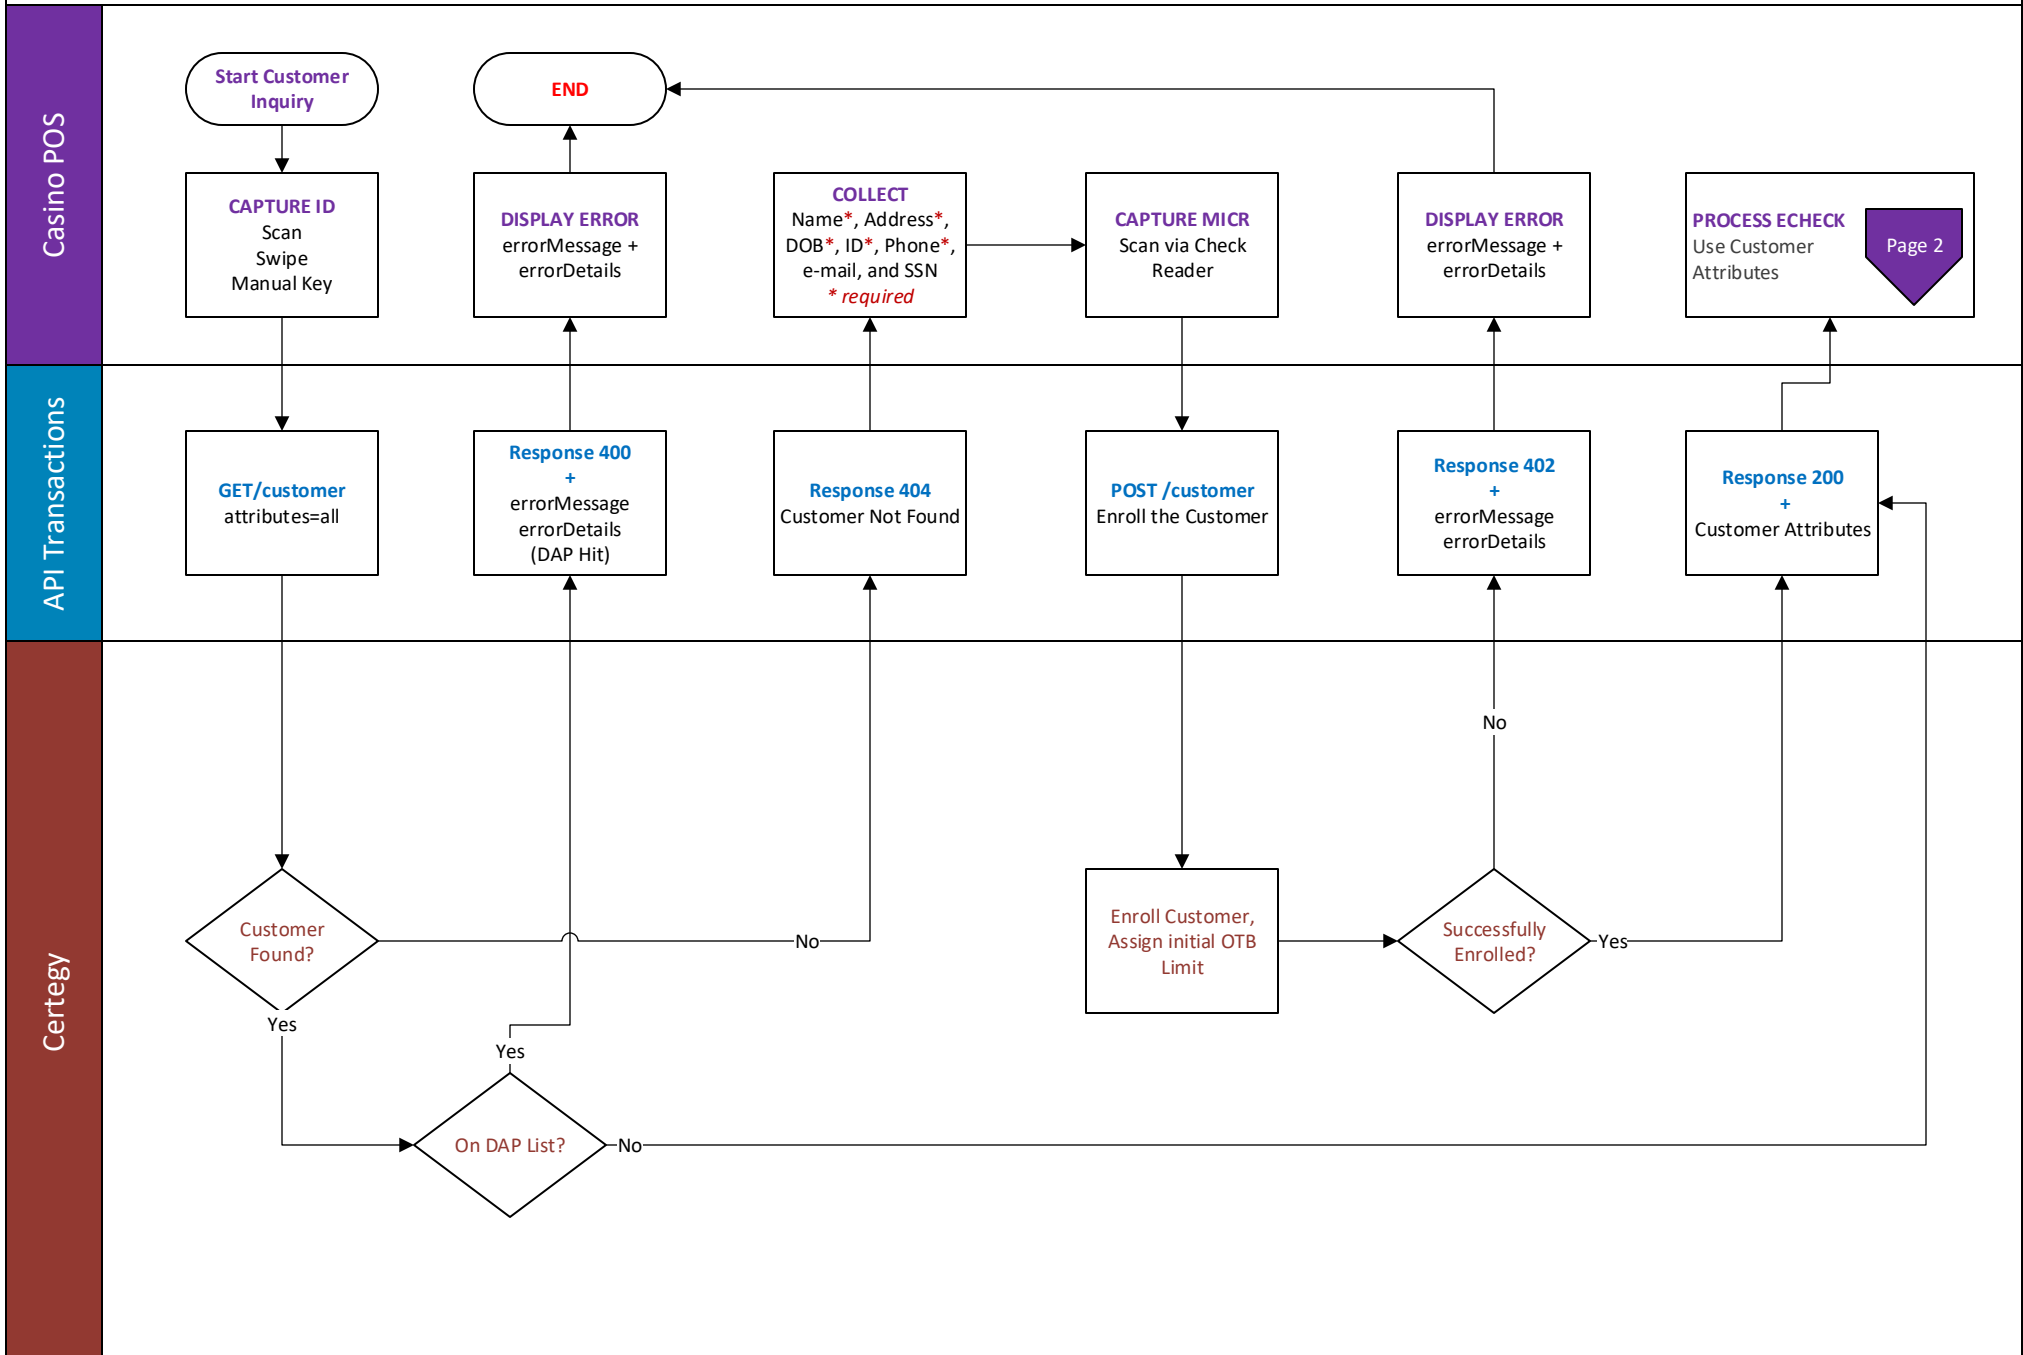 Casino POS
Start Customer
Inquiry
END
CAPTURE ID
Scan
Swipe
Manual Key
DISPLAY ERROR
errorMessage +
errorDetails
COLLECT
Name*, Address*,
DOB*, ID*, Phone*,
e-mail, and SSN
* required
CAPTURE MICR
Scan via Check
Reader
DISPLAY ERROR
errorMessage +
errorDetails
PROCESS ECHECK
Use Customer
Attributes
Page 2
API Transactions
GET/customer
attributes=all
Response 400
+
errorMessage
errorDetails
(DAP Hit)
Response 404
Customer Not Found
POST /customer
Enroll the Customer
Response 402
+
errorMessage
errorDetails
Response 200
+
Customer Attributes
Certegy
No
Customer
Found?
No
Enroll Customer,
Assign initial OTB
Limit
Successfully
Enrolled?
Yes
Yes
Yes
On DAP List?
No